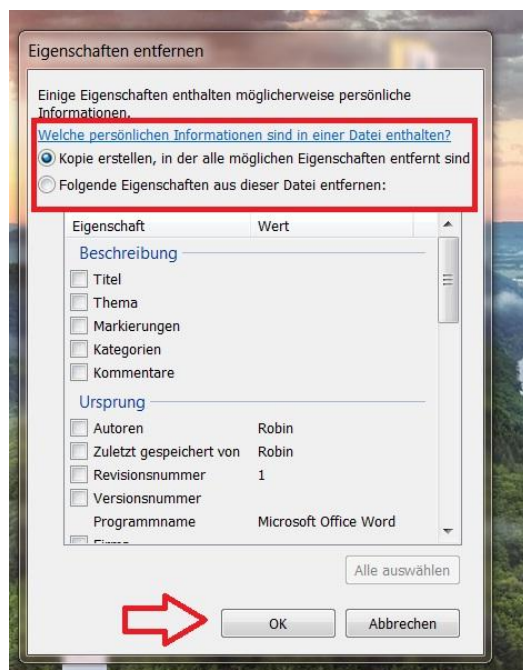 Eigenschaften entfernen
Einige Eigenschaften enthalten möglicherweise persönliche
Informationen.
Welche persönlichen Informationen sind in einer Datei enthalten?
Kopie erstellen, in der alle möglichen Eigenschaften entfernt sind
Folgende Eigenschaften aus dieser Datei entfernen:
Eigenschaft Wert
Beschreibung
Titel
Thema
Markierungen
Kategorien
Kommentare
Ursprung
Autoren Robin
Zuletzt gespeichert von Robin
Revisionsnummer 1
Versionsnummer
Programmname Microsoft Office Word
Firma
Alle auswählen
OK Abbrechen